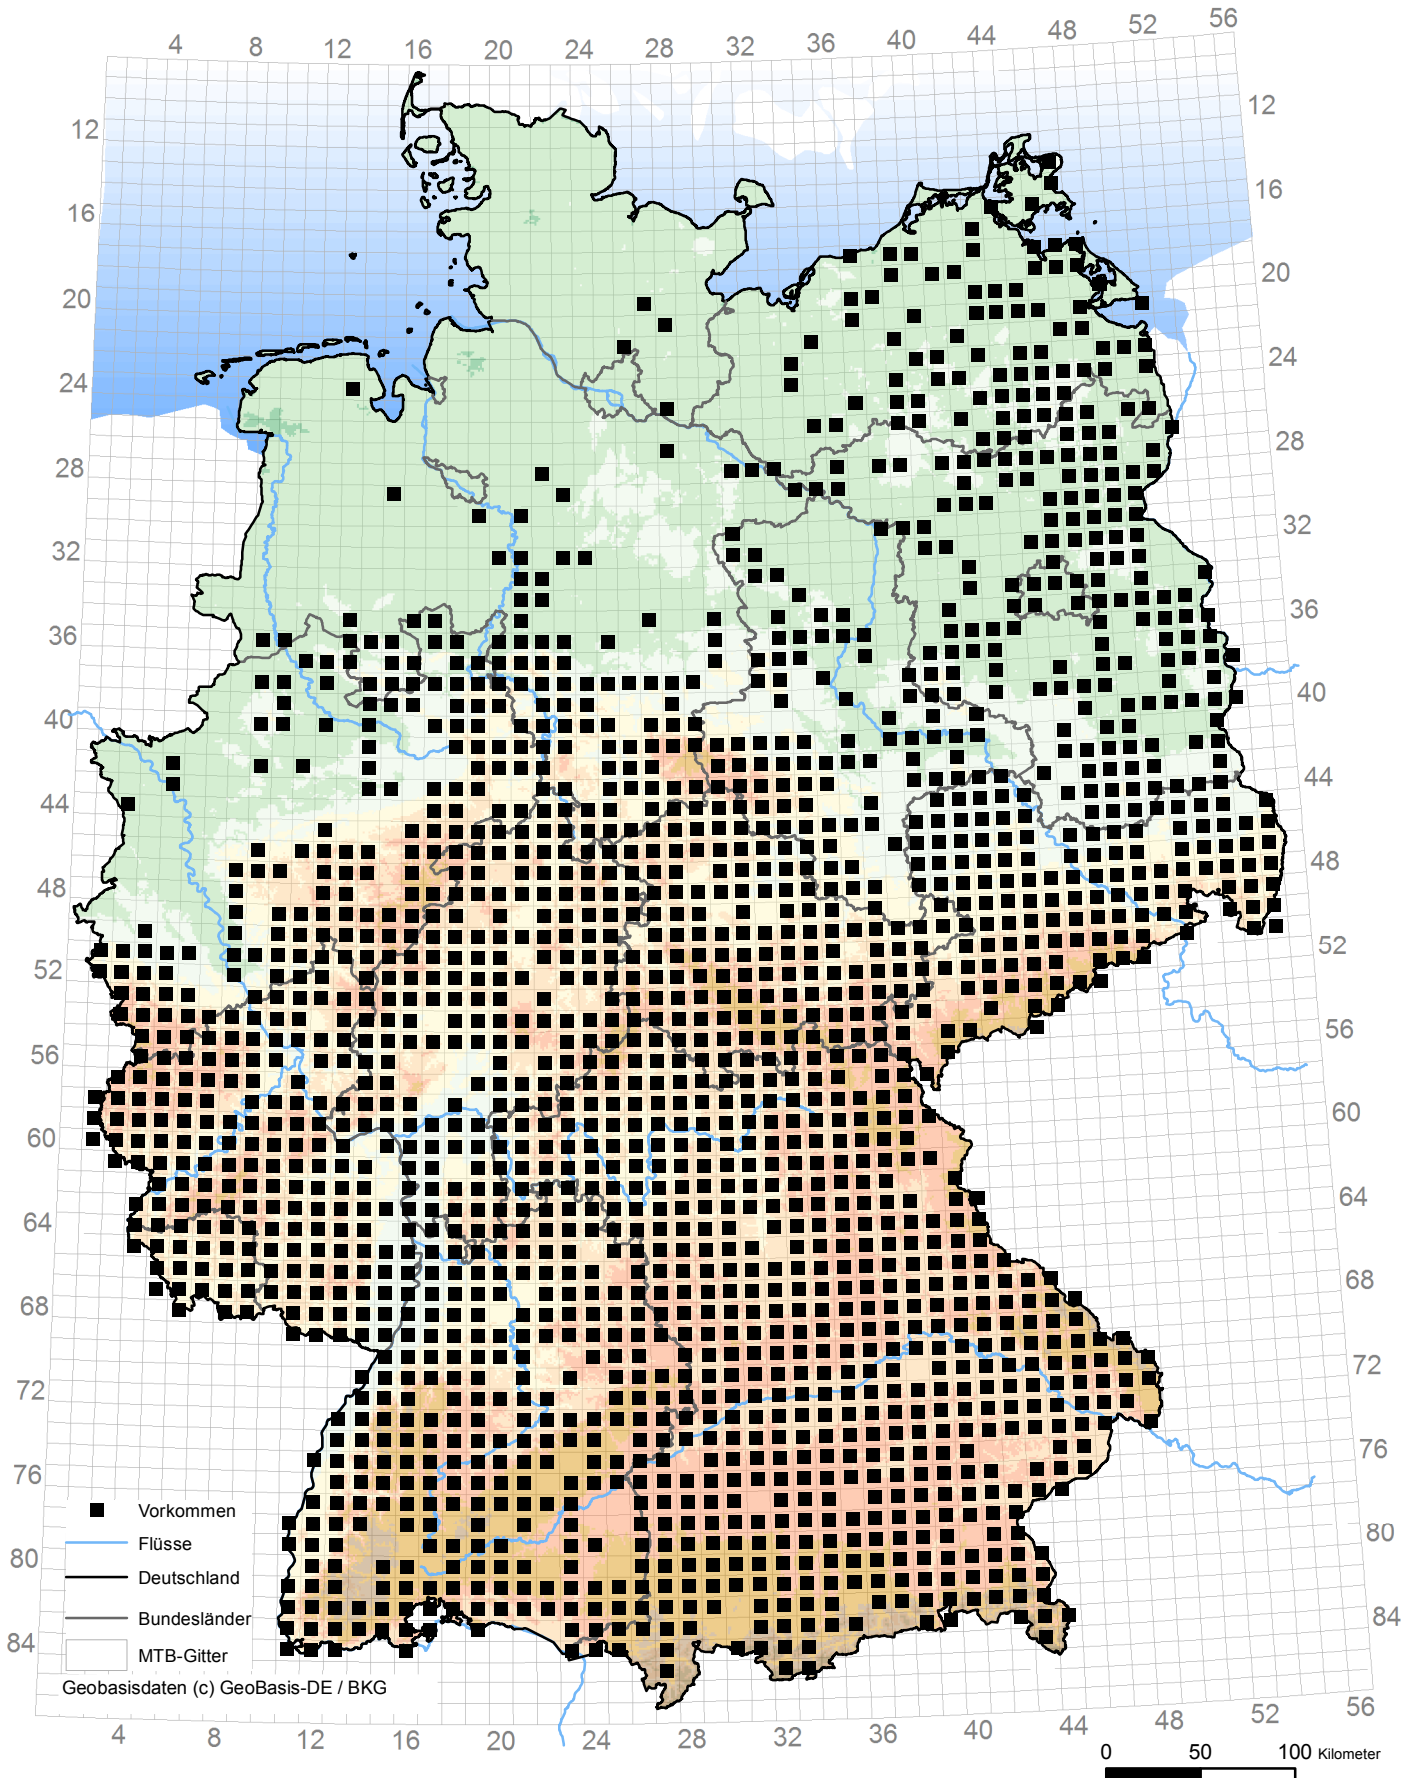 4 8 12 16 20 24 28 32 36 40 44 48 52 56
12 12
16 16
20 20
24 24
28 28
32 32
36 36
40 40
44 44
48 48
52 52
56 56
60 60
64 64
68 68
72 72
76 76
80 80
84 84
Vorkommen
Flüsse
Deutschland
Bundesländer
MTB-Gitter
Geobasisdaten (c) GeoBasis-DE / BKG
4 8 12 16 20 24 28 32 36 40 44 48 52 56
0 50 100 Kilometer